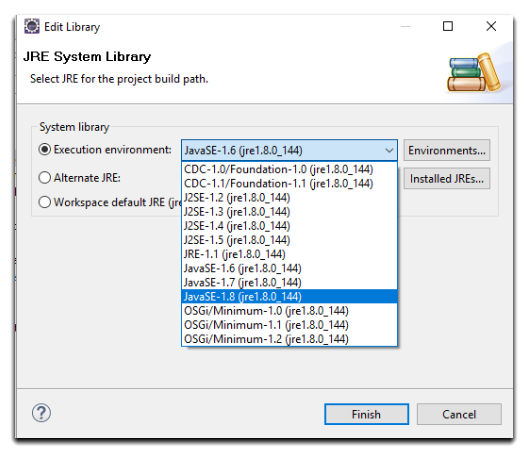 Edit Library
JRE System Library
Select JRE for the project build path.
System library
Execution environment: JavaSE-1.6 (jre1.8.0_144) Environments...
Alternate JRE: Installed JREs...
Workspace default JRE (jre
CDC-1.0/Foundation-1.0 (jre1.8.0_144)
CDC-1.1/Foundation-1.1 (jre1.8.0_144)
J2SE-1.2 (jre1.8.0_144)
J2SE-1.3 (jre1.8.0_144)
J2SE-1.4 (jre1.8.0_144)
J2SE-1.5 (jre1.8.0_144)
JRE-1.1 (jre1.8.0_144)
JavaSE-1.6 (jre1.8.0_144)
JavaSE-1.7 (jre1.8.0_144)
JavaSE-1.8 (jre1.8.0_144)
OSGi/Minimum-1.0 (jre1.8.0_144)
OSGi/Minimum-1.1 (jre1.8.0_144)
OSGi/Minimum-1.2 (jre1.8.0_144)
? Finish Cancel